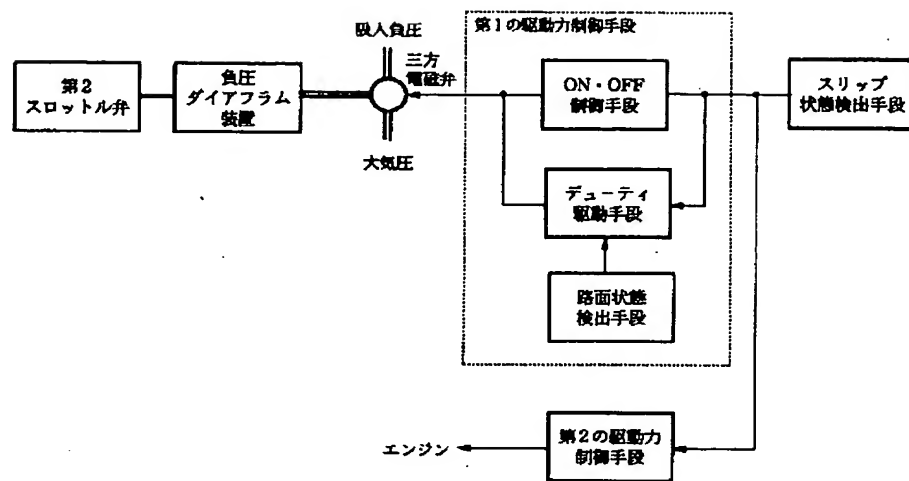 吸入負圧
第1の駆動力制御手段
三方
電磁弁
第2
スロットル弁
負圧
ダイアフラム
装置
ON・OFF
制御手段
スリップ
状態検出手段
大気圧
デューティ
駆動手段
路面状態
検出手段
エンジン
第2の駆動力
制御手段